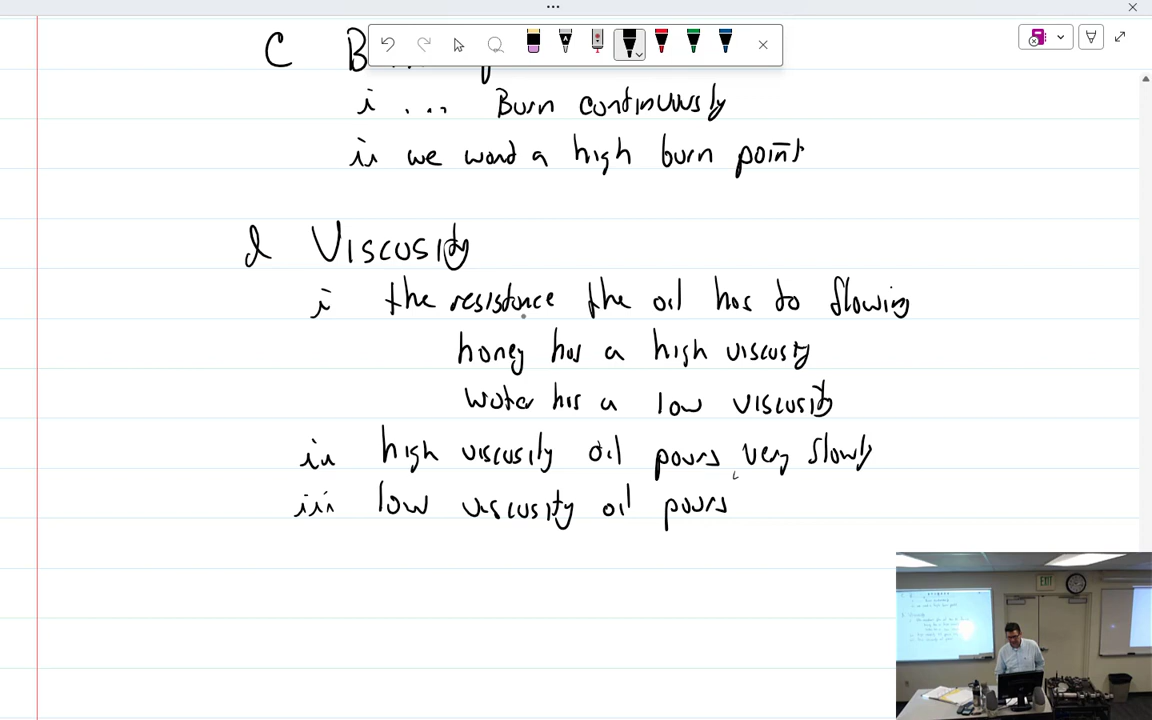 C B
i ... Burn continuously
ii we want a high burn point
d Viscosity
i the resistance the oil has to flowing
honey has a high viscosity
water has a low viscosity
ii high viscosity oil pours very slowly
iii low viscosity oil pours
EXIT